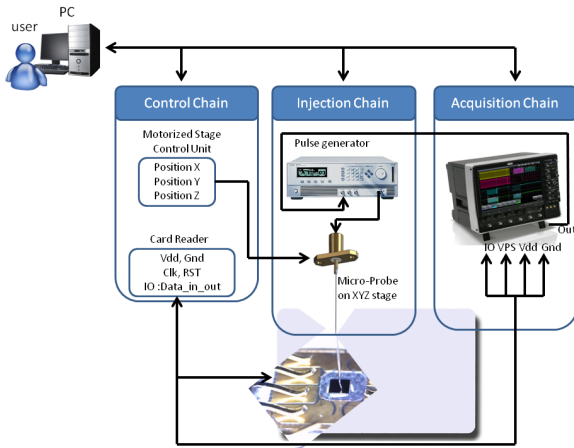 PC
user
Control Chain
Injection Chain
Acquisition Chain
Motorized Stage
Control Unit
Position X
Position Y
Position Z
Card Reader
Vdd, Gnd
Clk, RST
IO :Data_in_out
Pulse generator
Micro-Probe
on XYZ stage
Out
IO VPS Vdd Gnd